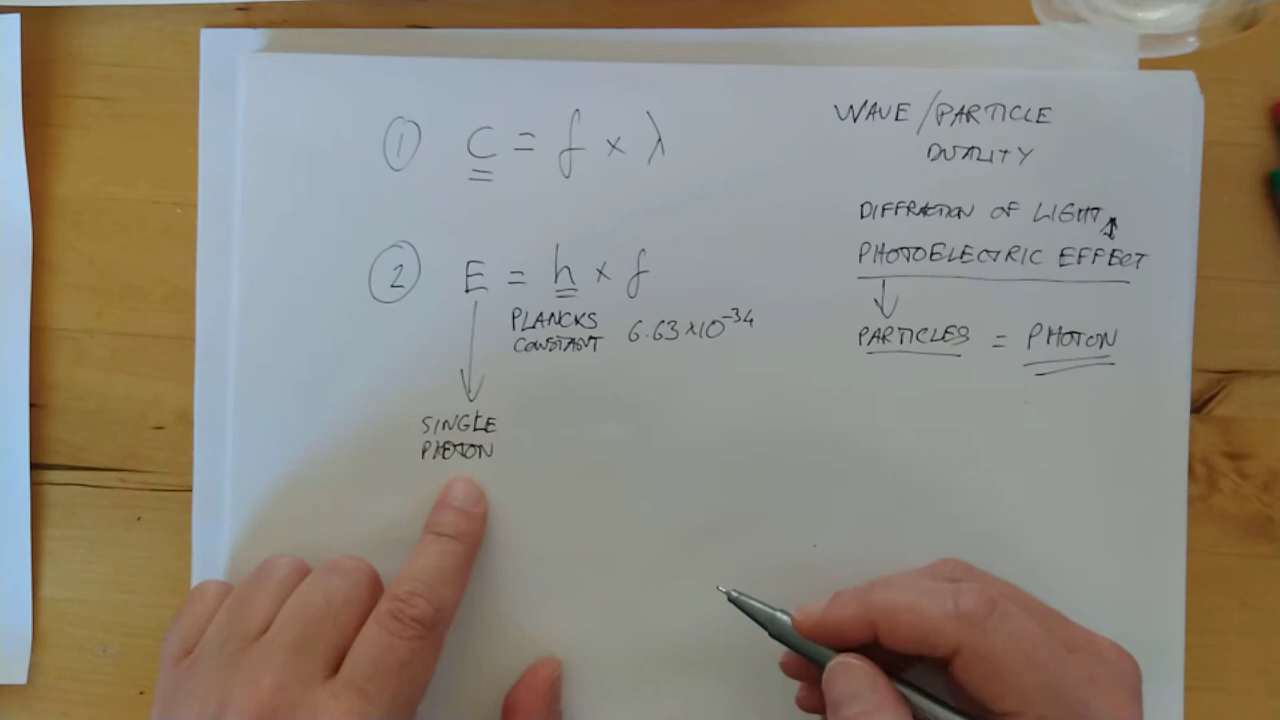 ① C = f × λ
② E = h × f
PLANCKS
CONSTANT 6.63×10⁻³⁴
SINGLE
PHOTON
WAVE/PARTICLE
DUALITY
DIFFRACTION OF LIGHT
PHOTOELECTRIC EFFECT
PARTICLES = PHOTON